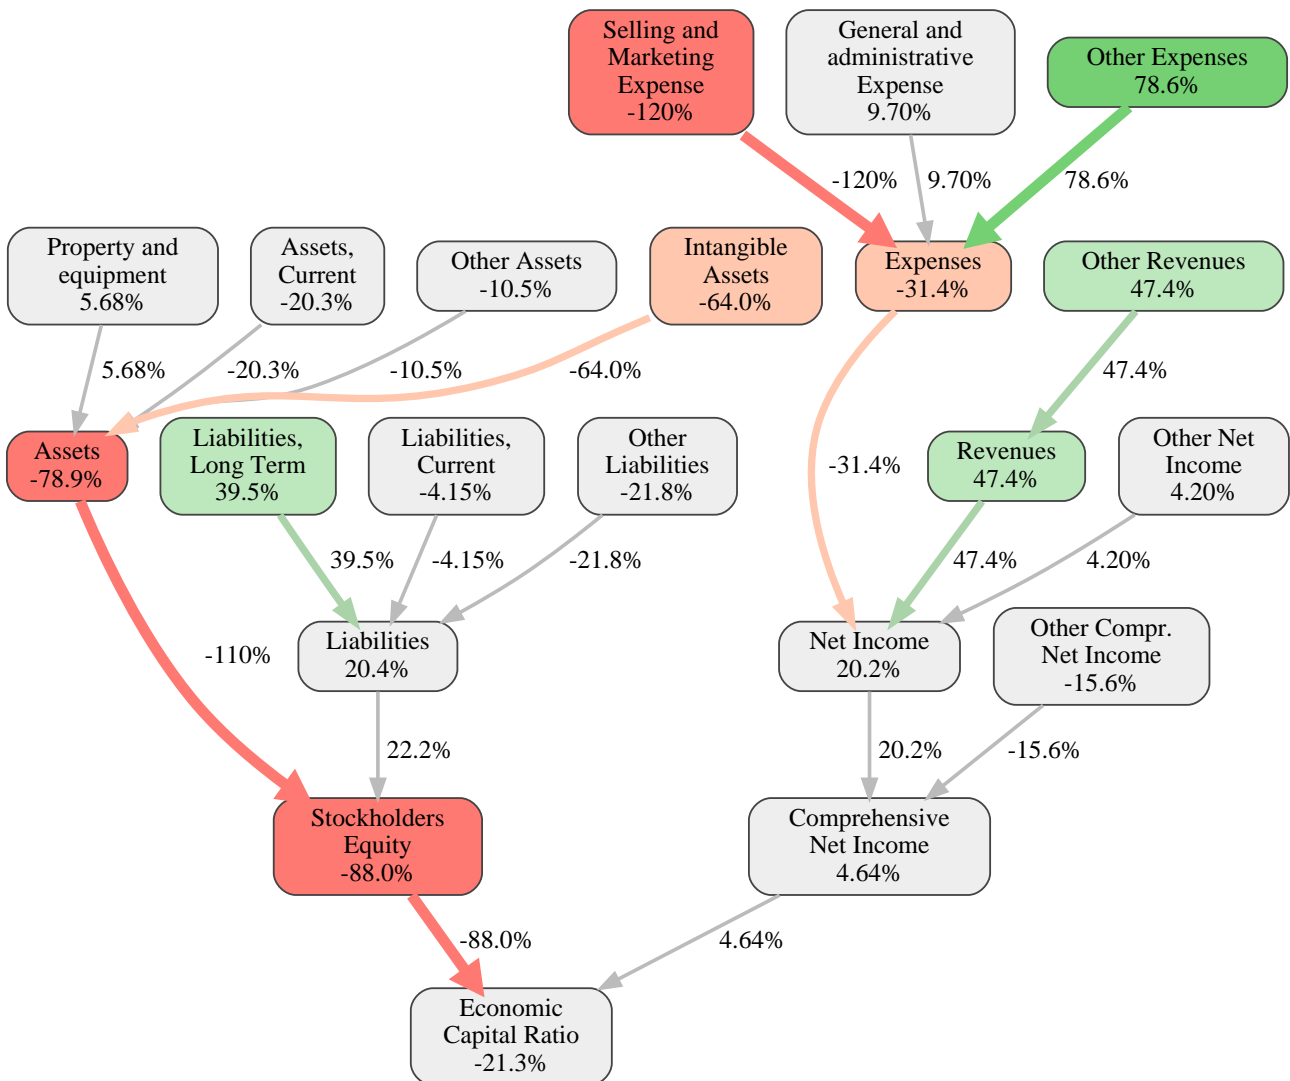 Selling and
Marketing
Expense
-120%
General and
administrative
Expense
9.70%
Other Expenses
78.6%
-120%
9.70%
78.6%
Property and
equipment
5.68%
Assets,
Current
-20.3%
Other Assets
-10.5%
Intangible
Assets
-64.0%
Expenses
-31.4%
Other Revenues
47.4%
5.68%
-20.3%
-10.5%
-64.0%
47.4%
Assets
-78.9%
Liabilities,
Long Term
39.5%
Liabilities,
Current
-4.15%
Other
Liabilities
-21.8%
-31.4%
Revenues
47.4%
Other Net
Income
4.20%
39.5%
-4.15%
-21.8%
47.4%
4.20%
-110%
Liabilities
20.4%
Net Income
20.2%
Other Compr.
Net Income
-15.6%
22.2%
20.2%
-15.6%
Stockholders
Equity
-88.0%
Comprehensive
Net Income
4.64%
-88.0%
4.64%
Economic
Capital Ratio
-21.3%